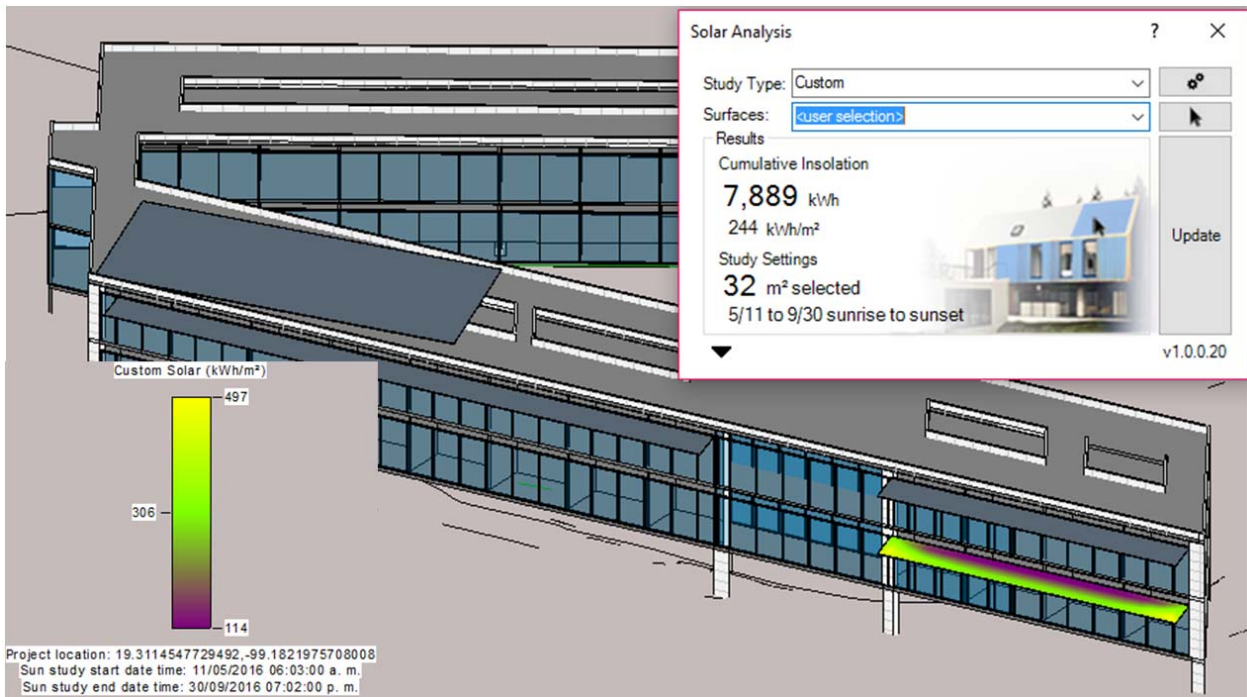 Solar Analysis
Study Type: Custom
Surfaces: <user selection>
Results
Cumulative Insolation
7,889 kWh
244 kWh/m²
Study Settings
32 m² selected
5/11 to 9/30 sunrise to sunset
Update
v1.0.0.20
Custom Solar (kWh/m²)
497
306
114
Project location: 19.3114547729492,-99.1821975708008
Sun study start date time: 11/05/2016 06:03:00 a. m.
Sun study end date time: 30/09/2016 07:02:00 p. m.